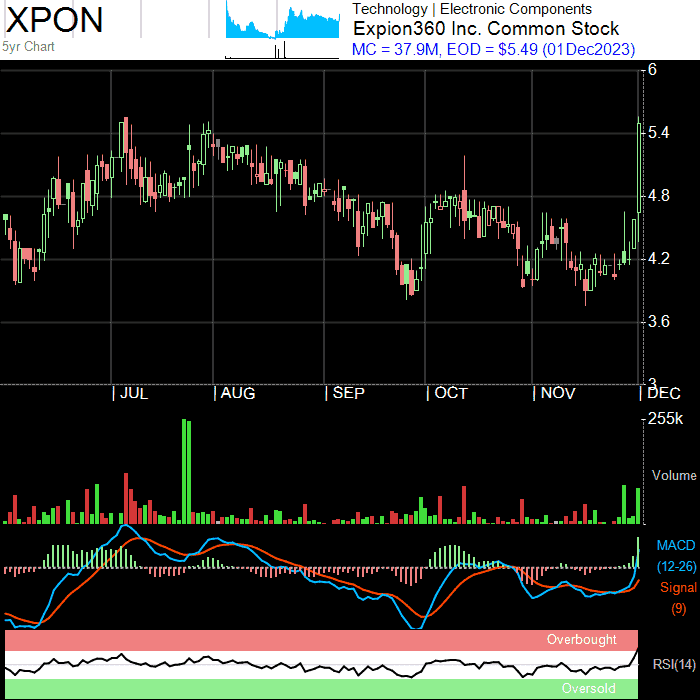 XPON
5yr Chart
Technology | Electronic Components
Expion360 Inc. Common Stock
MC = 37.9M, EOD = $5.49 (01Dec2023)
6
5.4
4.8
4.2
3.6
3
JUL AUG SEP OCT NOV DEC
255k
Volume
MACD
(12-26)
Signal
(9)
Overbought
RSI(14)
Oversold